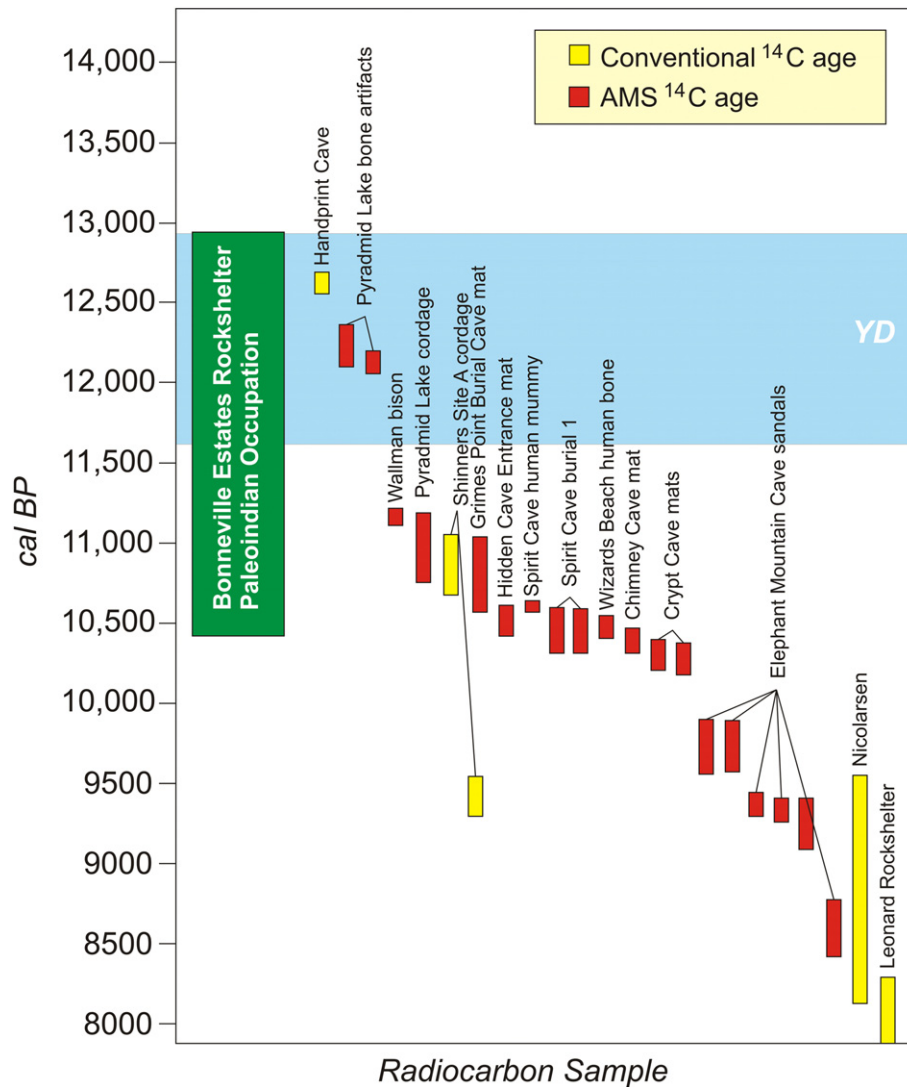 14,000
13,500
13,000
12,500
12,000
11,500
11,000
10,500
10,000
9500
9000
8500
8000
cal BP
Conventional ¹⁴C age
AMS ¹⁴C age
YD
Bonneville Estates Rockshelter
Paleoindian Occupation
Handprint Cave
Pyradmid Lake bone artifacts
Wallman bison
Pyradmid Lake cordage
Shinners Site A cordage
Grimes Point Burial Cave mat
Hidden Cave Entrance mat
Spirit Cave human mummy
Spirit Cave burial 1
Wizards Beach human bone
Chimney Cave mat
Crypt Cave mats
Elephant Mountain Cave sandals
Nicolarsen
Leonard Rockshelter
Radiocarbon Sample